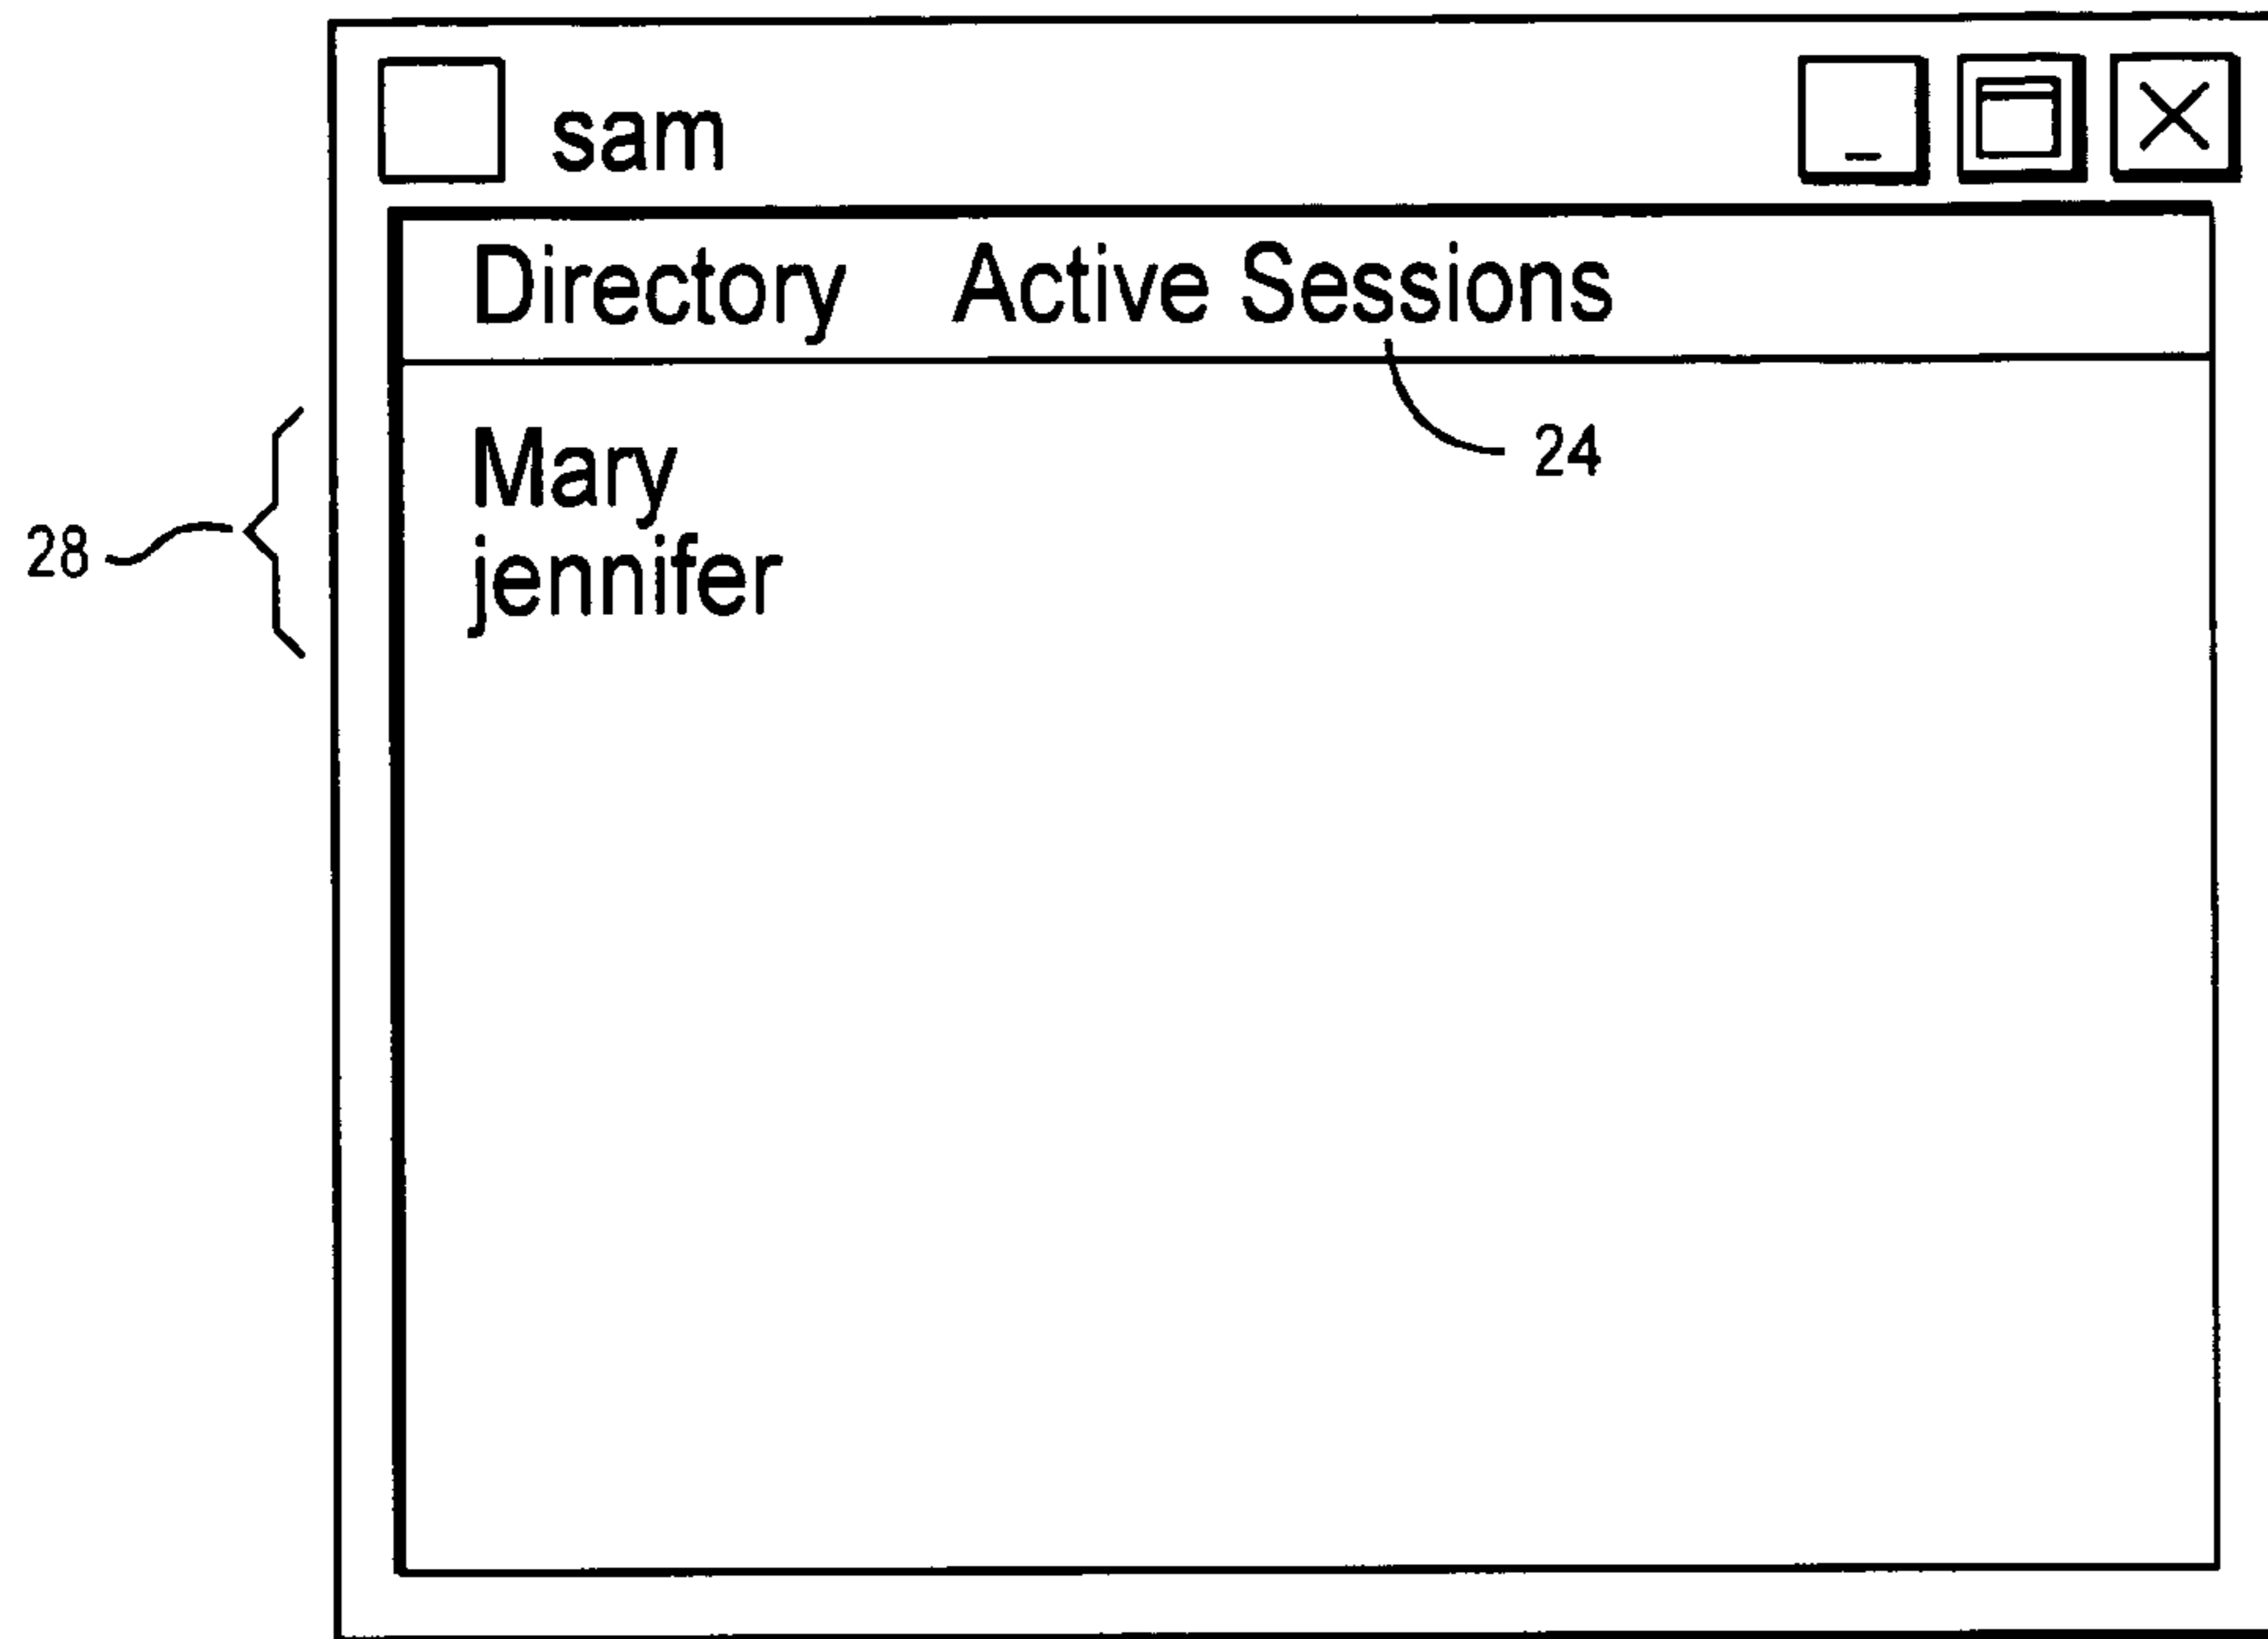 sam
Directory Active Sessions
Mary
24
28
jennifer